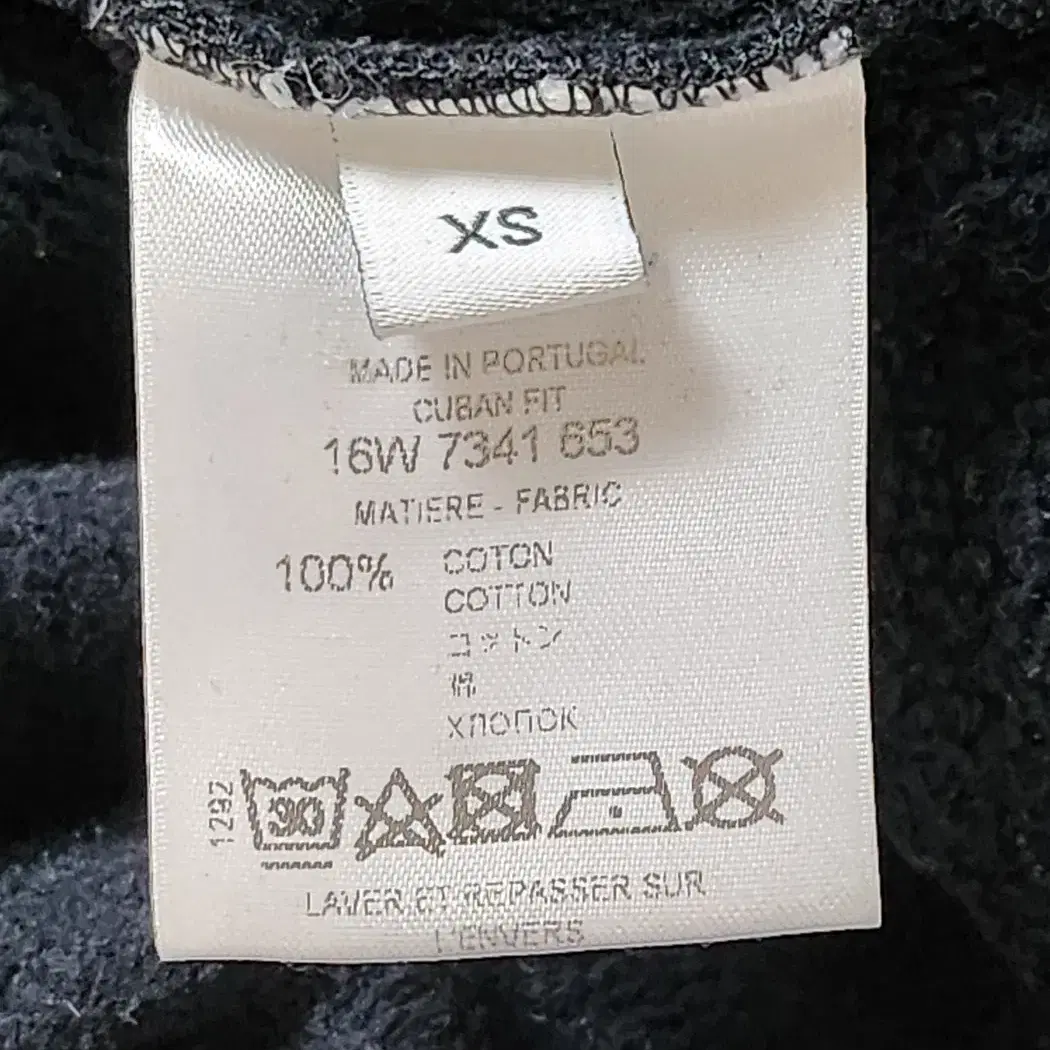 XS
MADE IN PORTUGAL
CUBAN FIT
16W 7341 653
MATIERE - FABRIC
100% COTON
COTTON
コットン
棉
ХЛОПОК
1292
30
LAVER ET REPASSER SUR
L'ENVERS